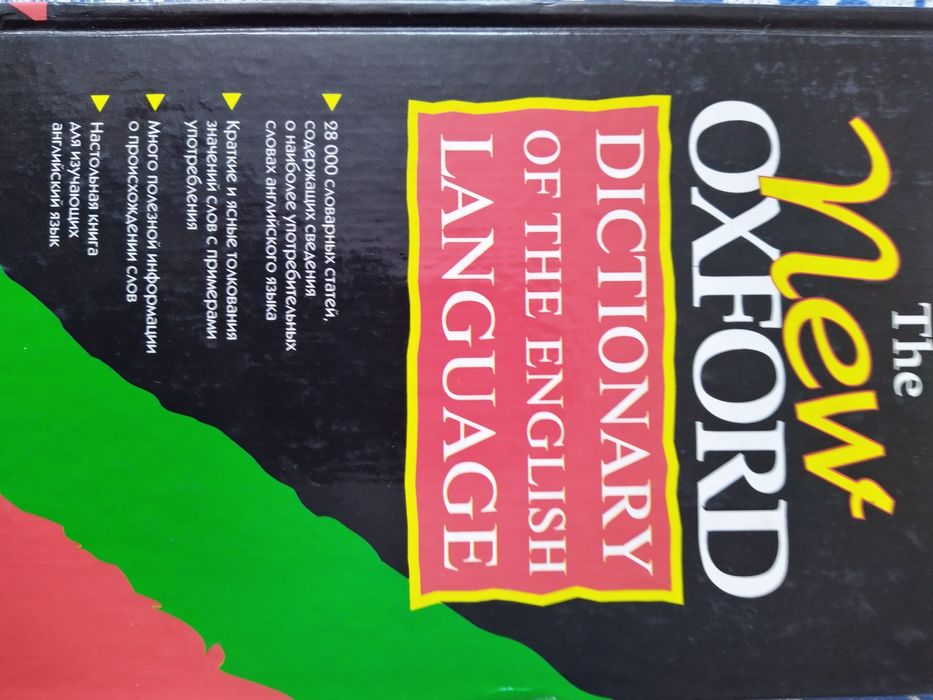 The
New
OXFORD
DICTIONARY
OF THE ENGLISH
LANGUAGE
28 000 словарных статей,
содержащих сведения
о наиболее употребительных
словах английского языка
Краткие и ясные толкования
значений слов с примерами
употребления
Много полезной информации
о происхождении слов
Настольная книга
для изучающих
английский язык